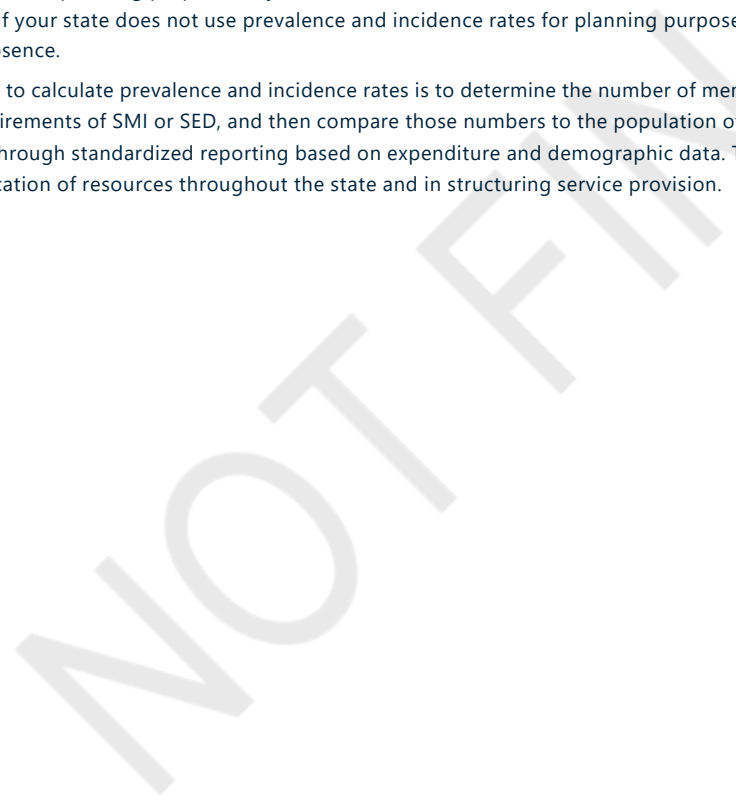 f your state does not use prevalence and incidence rates for planning purpose
sence.
to calculate prevalence and incidence rates is to determine the number of mer
irements of SMI or SED, and then compare those numbers to the population o
hrough standardized reporting based on expenditure and demographic data. T
cation of resources throughout the state and in structuring service provision.
NOT FIN